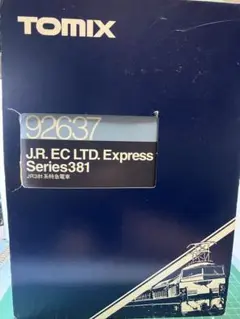 TOMIX
92637
J.R. EC LTD. Express
Series381
JR381系特急電車